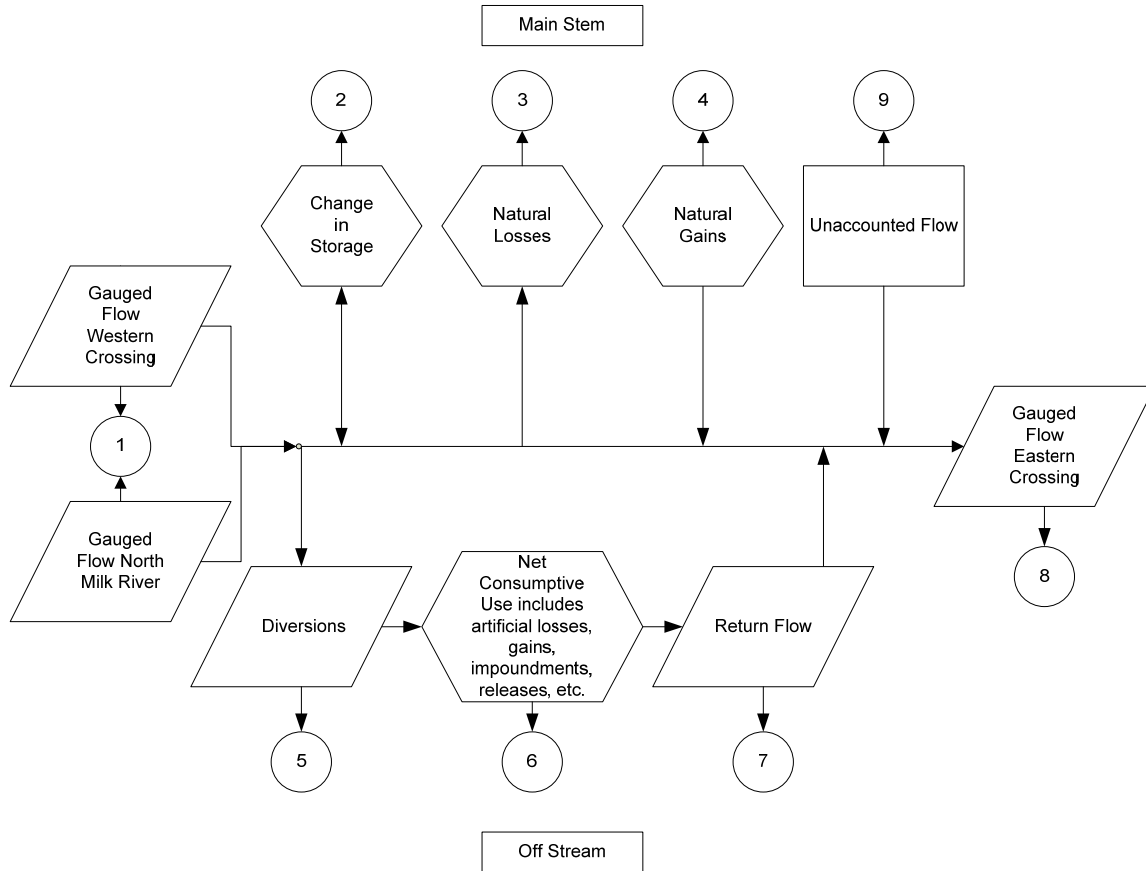 Main Stem
2
3
4
9
Change
in
Storage
Natural
Losses
Natural
Gains
Unaccounted Flow
Gauged
Flow
Western
Crossing
1
Gauged
Flow North
Milk River
Gauged
Flow
Eastern
Crossing
8
Diversions
Net
Consumptive
Use includes
artificial losses,
gains,
impoundments,
releases, etc.
Return Flow
5
6
7
Off Stream